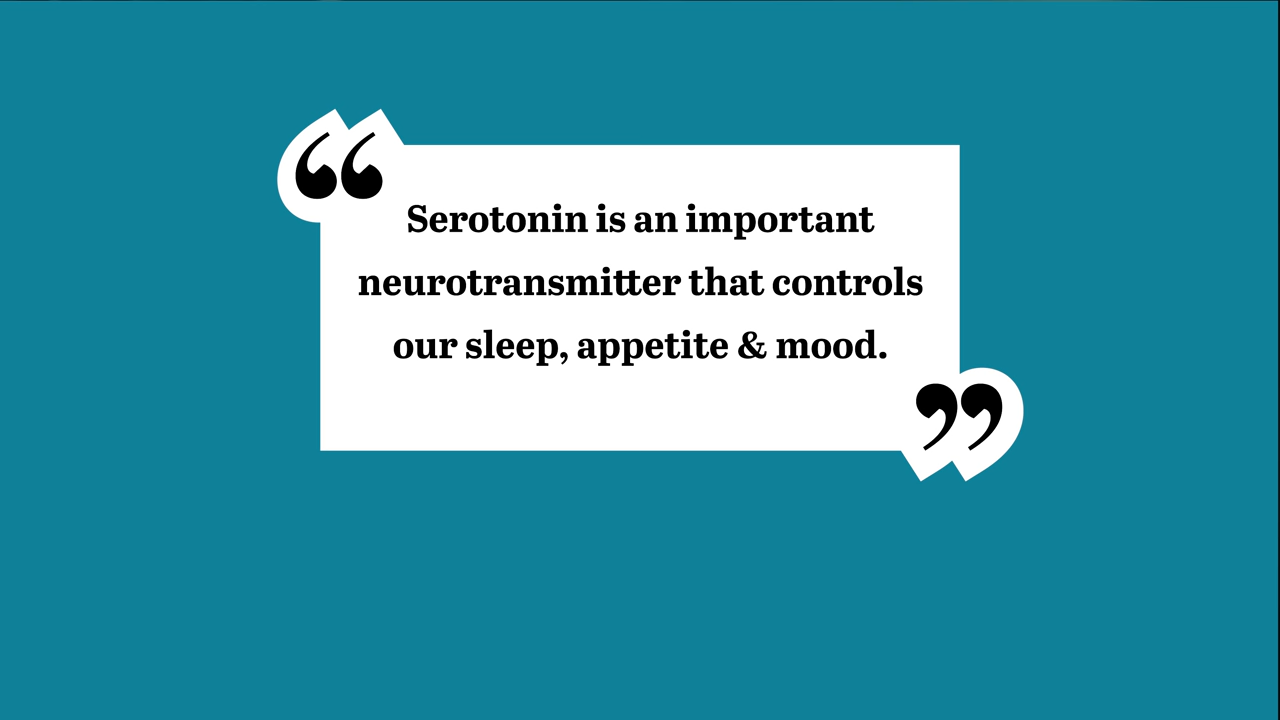 “Serotonin is an important
neurotransmitter that controls
our sleep, appetite & mood.”